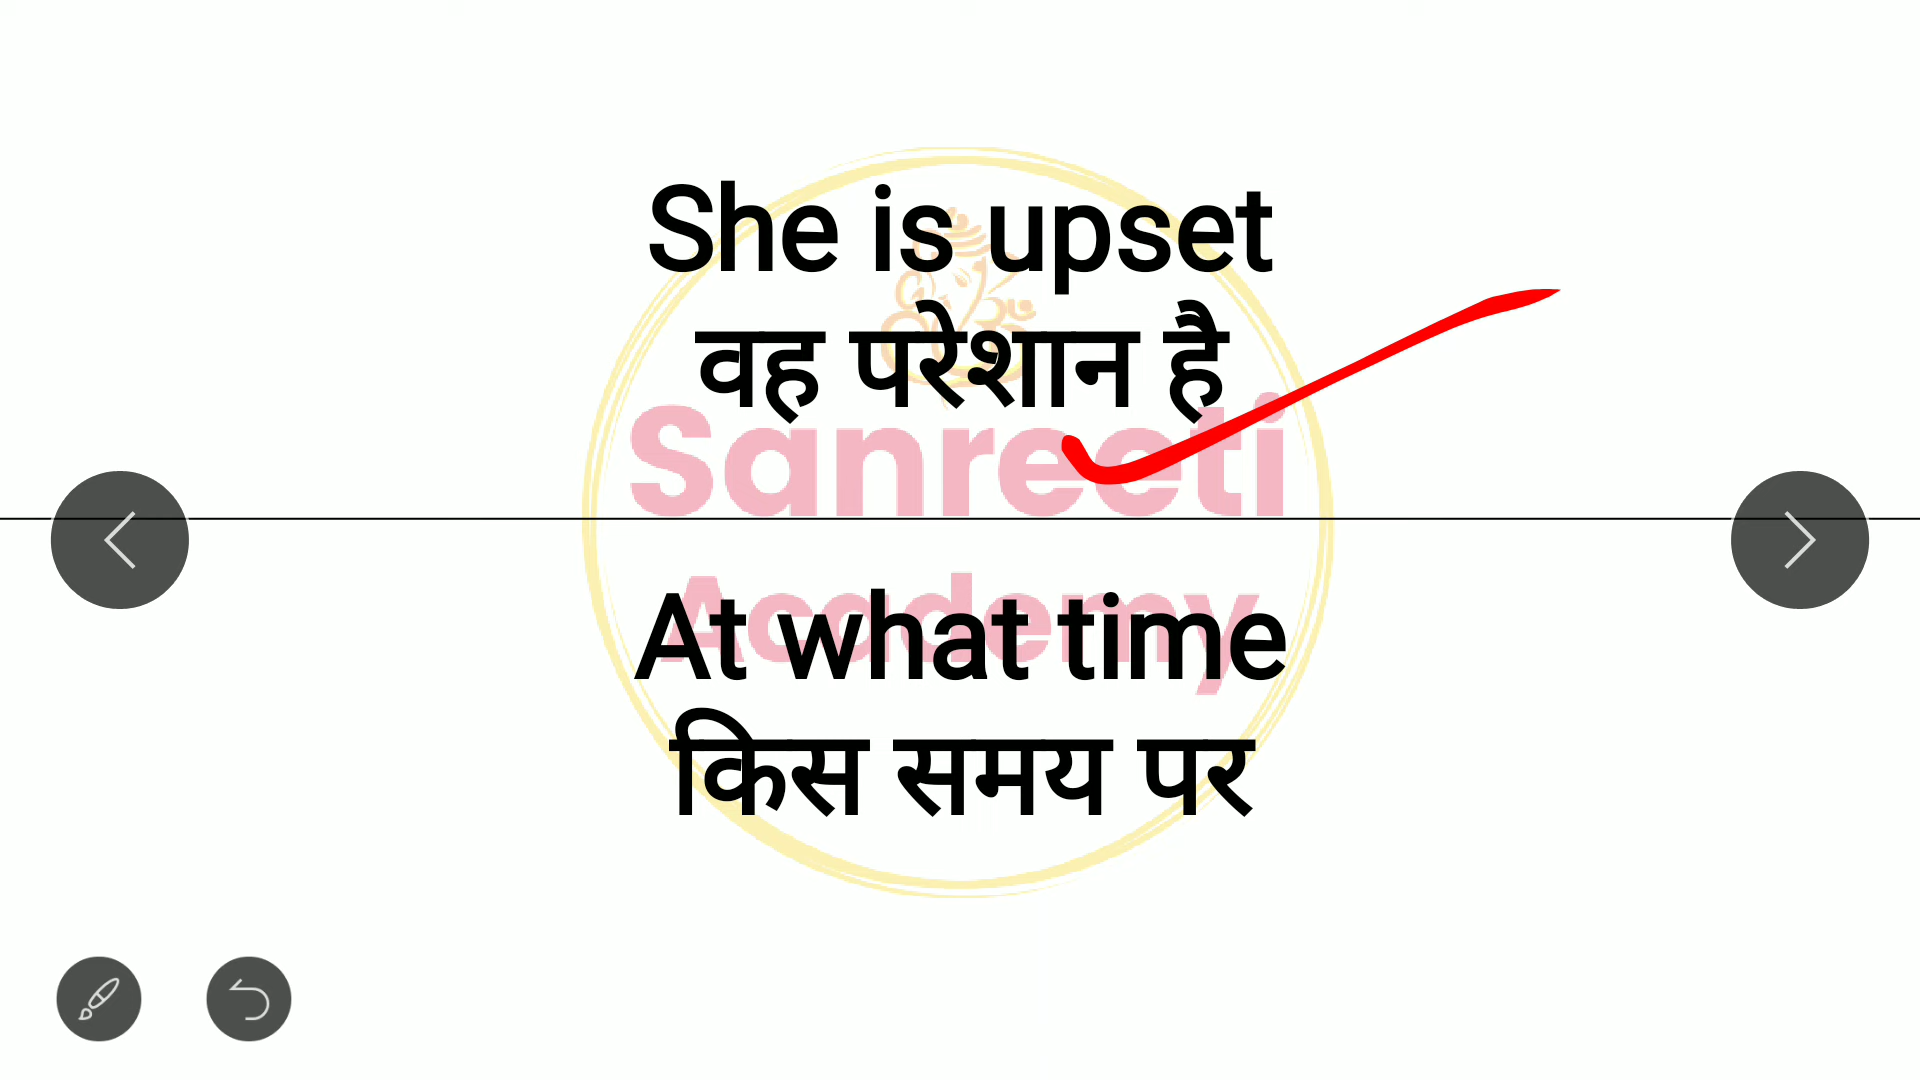 She is upset
वह परेशान है
Sanreeti
Academy
At what time
किस समय पर